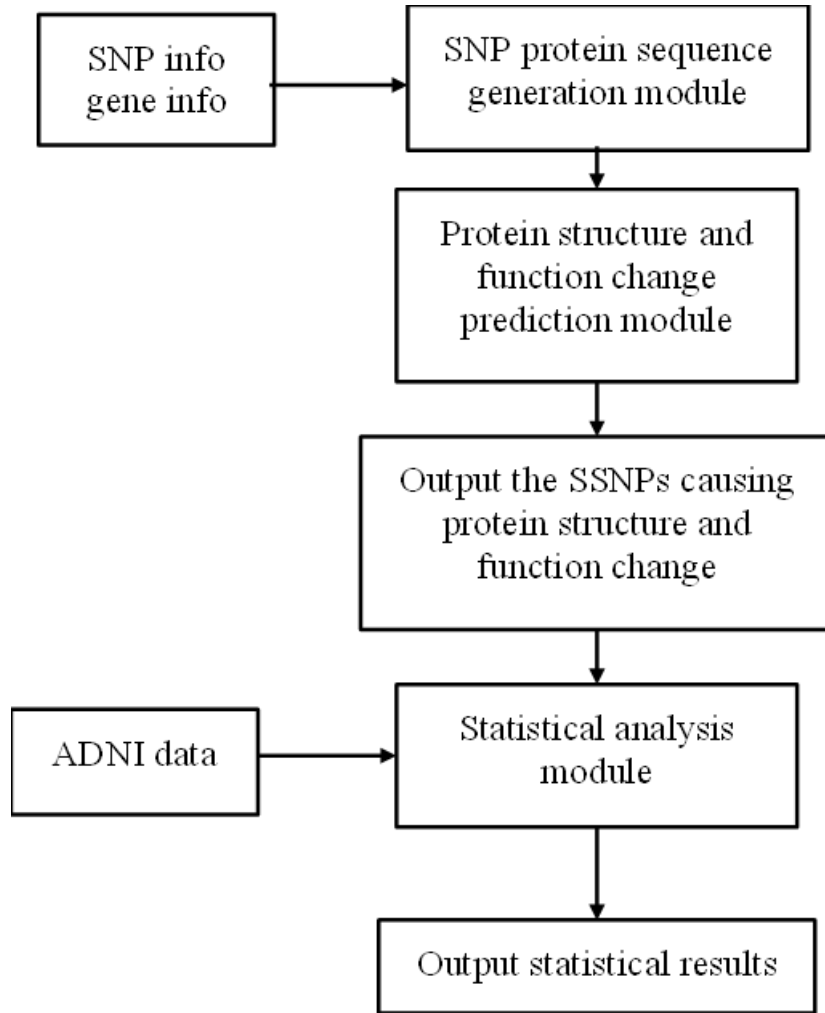 SNP info
gene info
SNP protein sequence
generation module
Protein structure and
function change
prediction module
Output the SSNPs causing
protein structure and
function change
ADNI data
Statistical analysis
module
Output statistical results